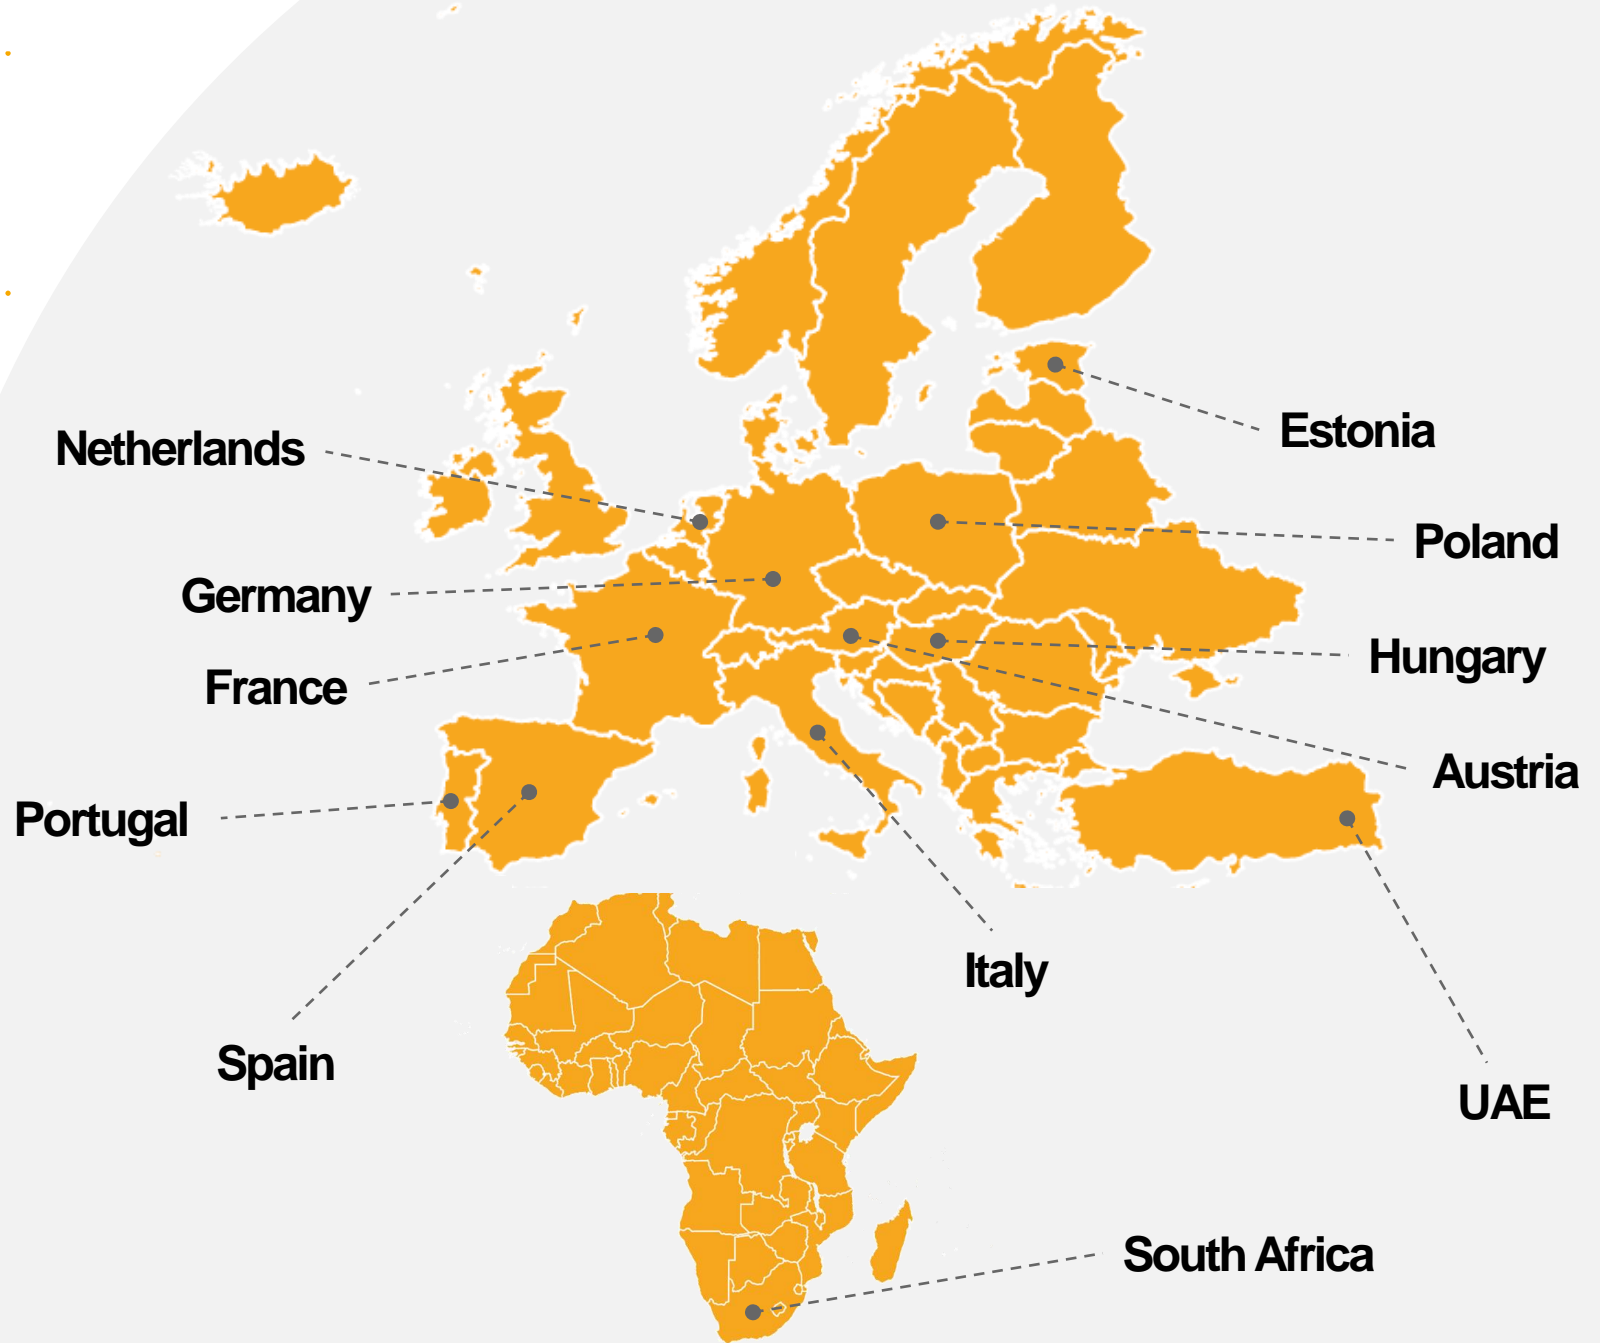 Estonia
Netherlands
Poland
Germany
Hungary
France
Austria
Portugal
Italy
Spain
UAE
South Africa